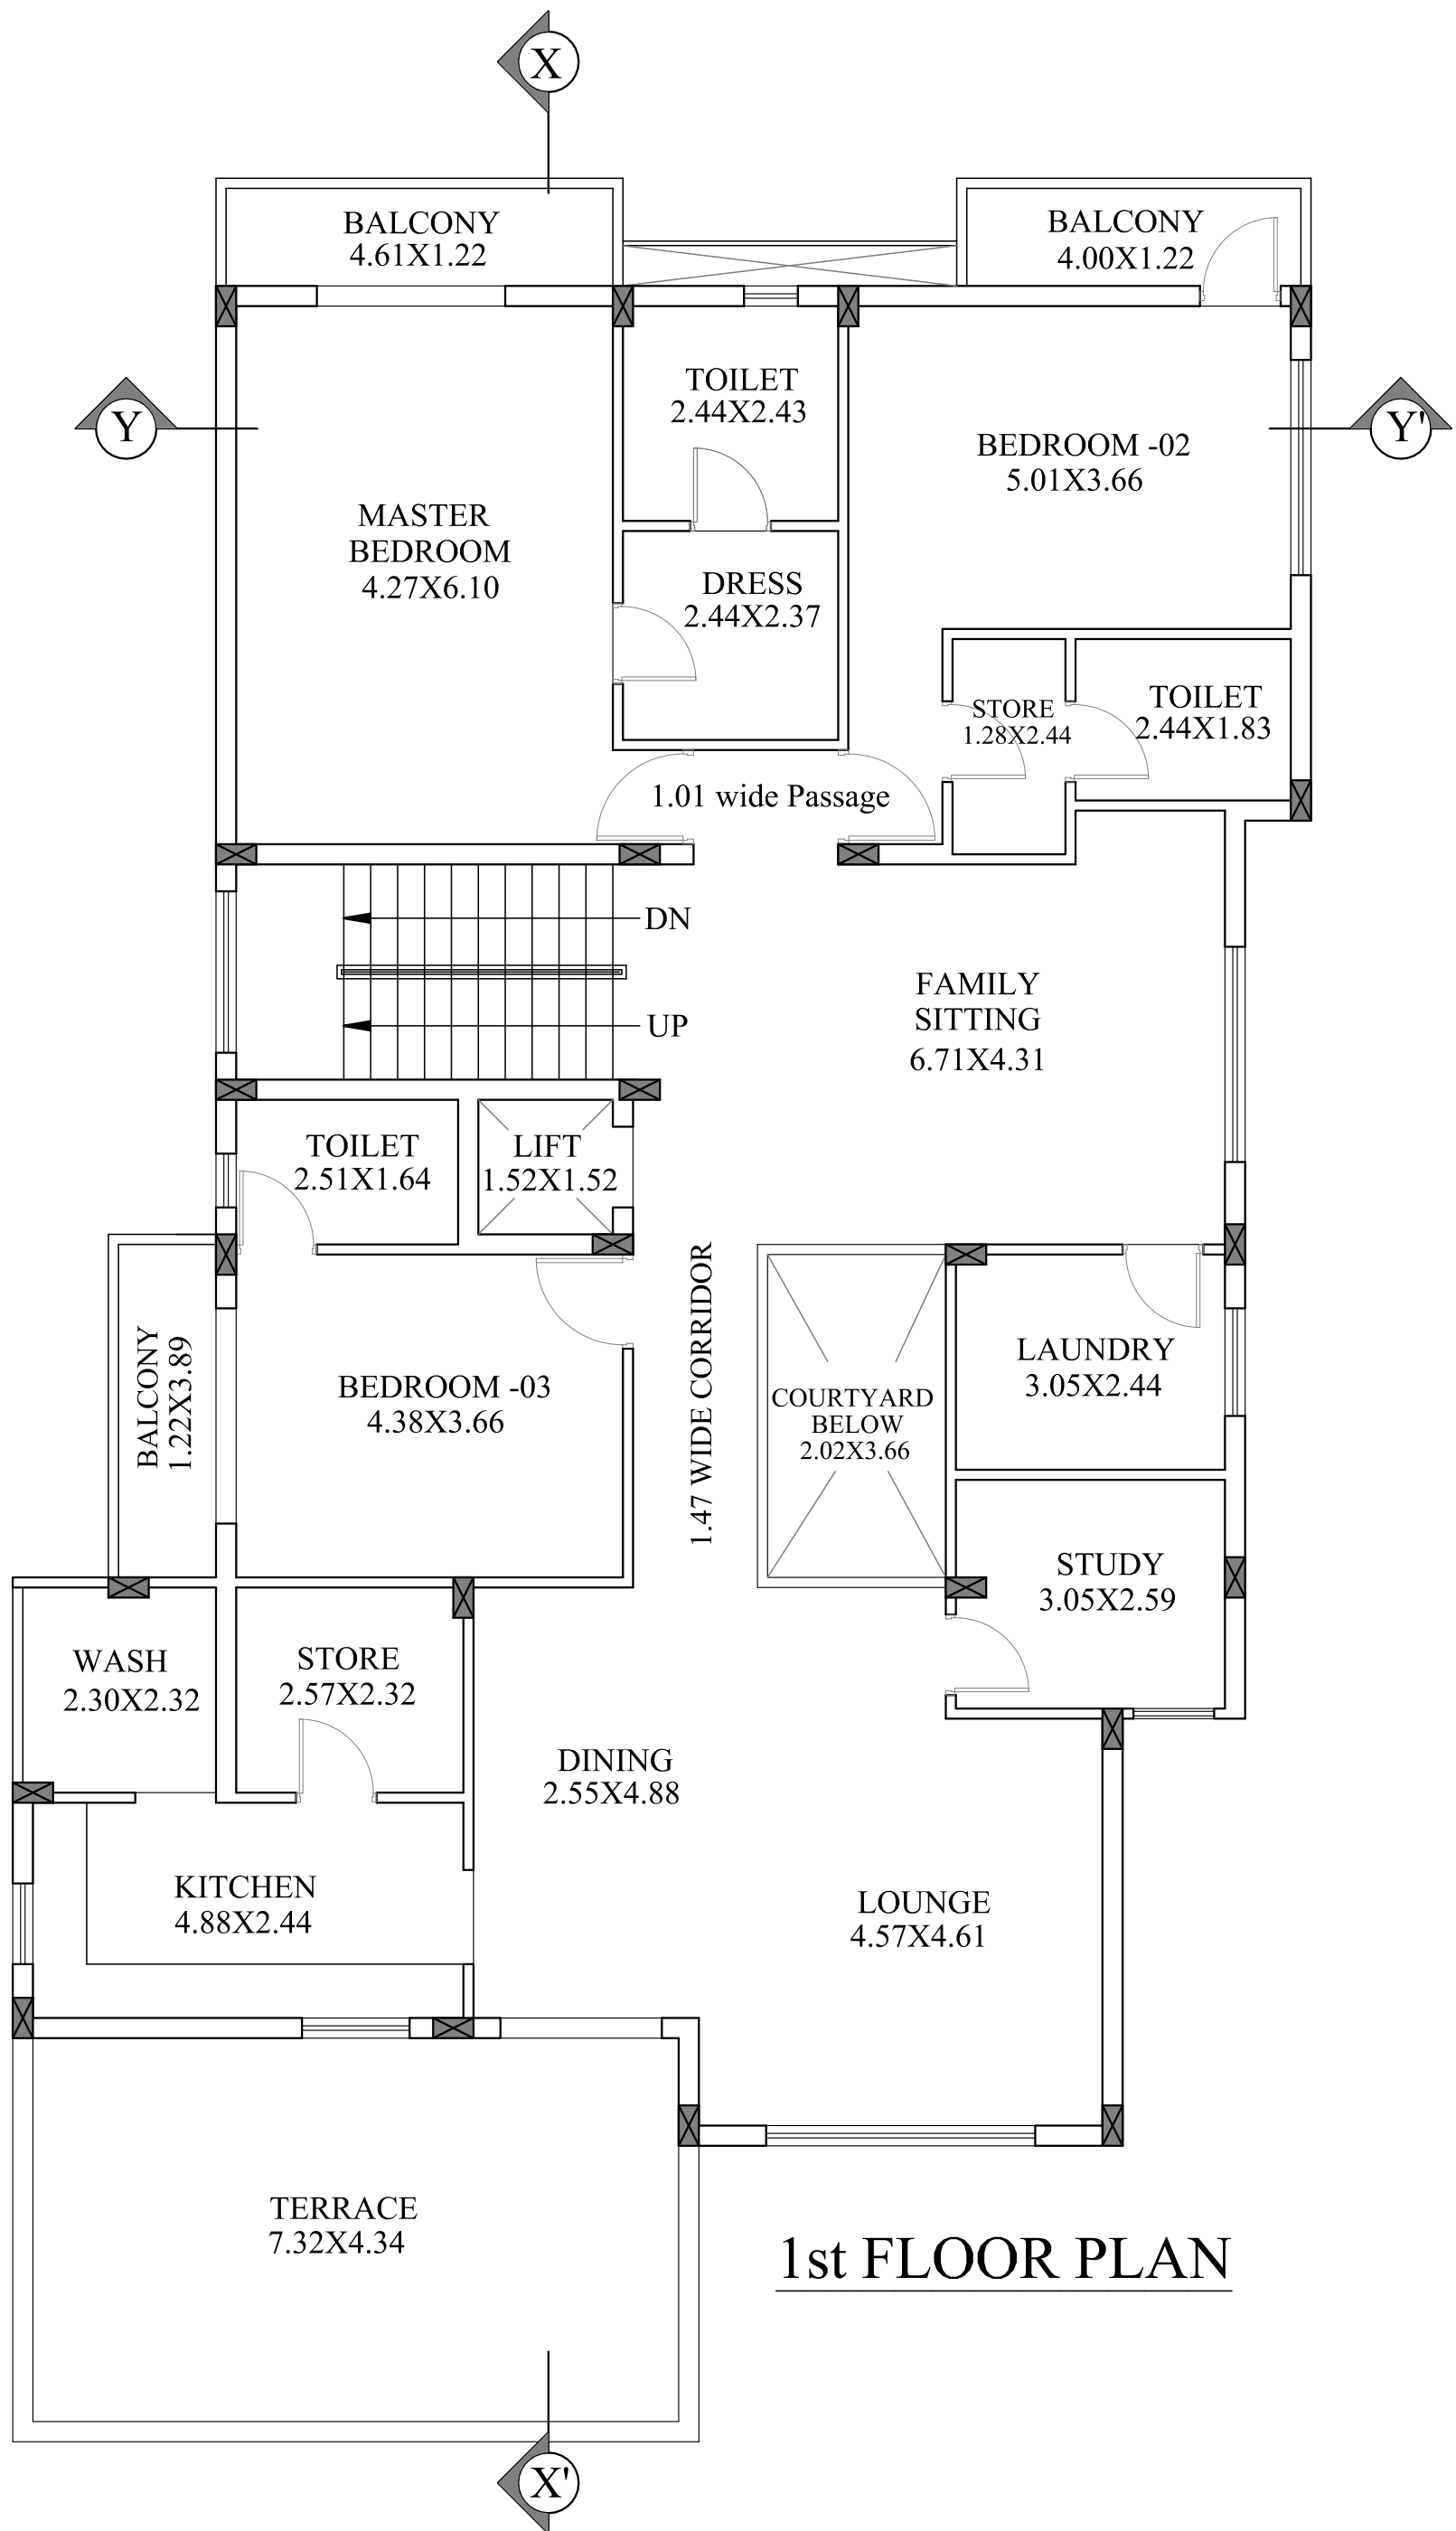 X
BALCONY
4.61X1.22
BALCONY
4.00X1.22
Y
TOILET
2.44X2.43
Y'
BEDROOM -02
5.01X3.66
MASTER
BEDROOM
4.27X6.10
DRESS
2.44X2.37
STORE
1.28X2.44
TOILET
2.44X1.83
1.01 wide Passage
DN
UP
FAMILY
SITTING
6.71X4.31
TOILET
2.51X1.64
LIFT
1.52X1.52
BALCONY
1.22X3.89
BEDROOM -03
4.38X3.66
1.47 WIDE CORRIDOR
COURTYARD
BELOW
2.02X3.66
LAUNDRY
3.05X2.44
STUDY
3.05X2.59
WASH
2.30X2.32
STORE
2.57X2.32
DINING
2.55X4.88
KITCHEN
4.88X2.44
LOUNGE
4.57X4.61
TERRACE
7.32X4.34
1st FLOOR PLAN
X'